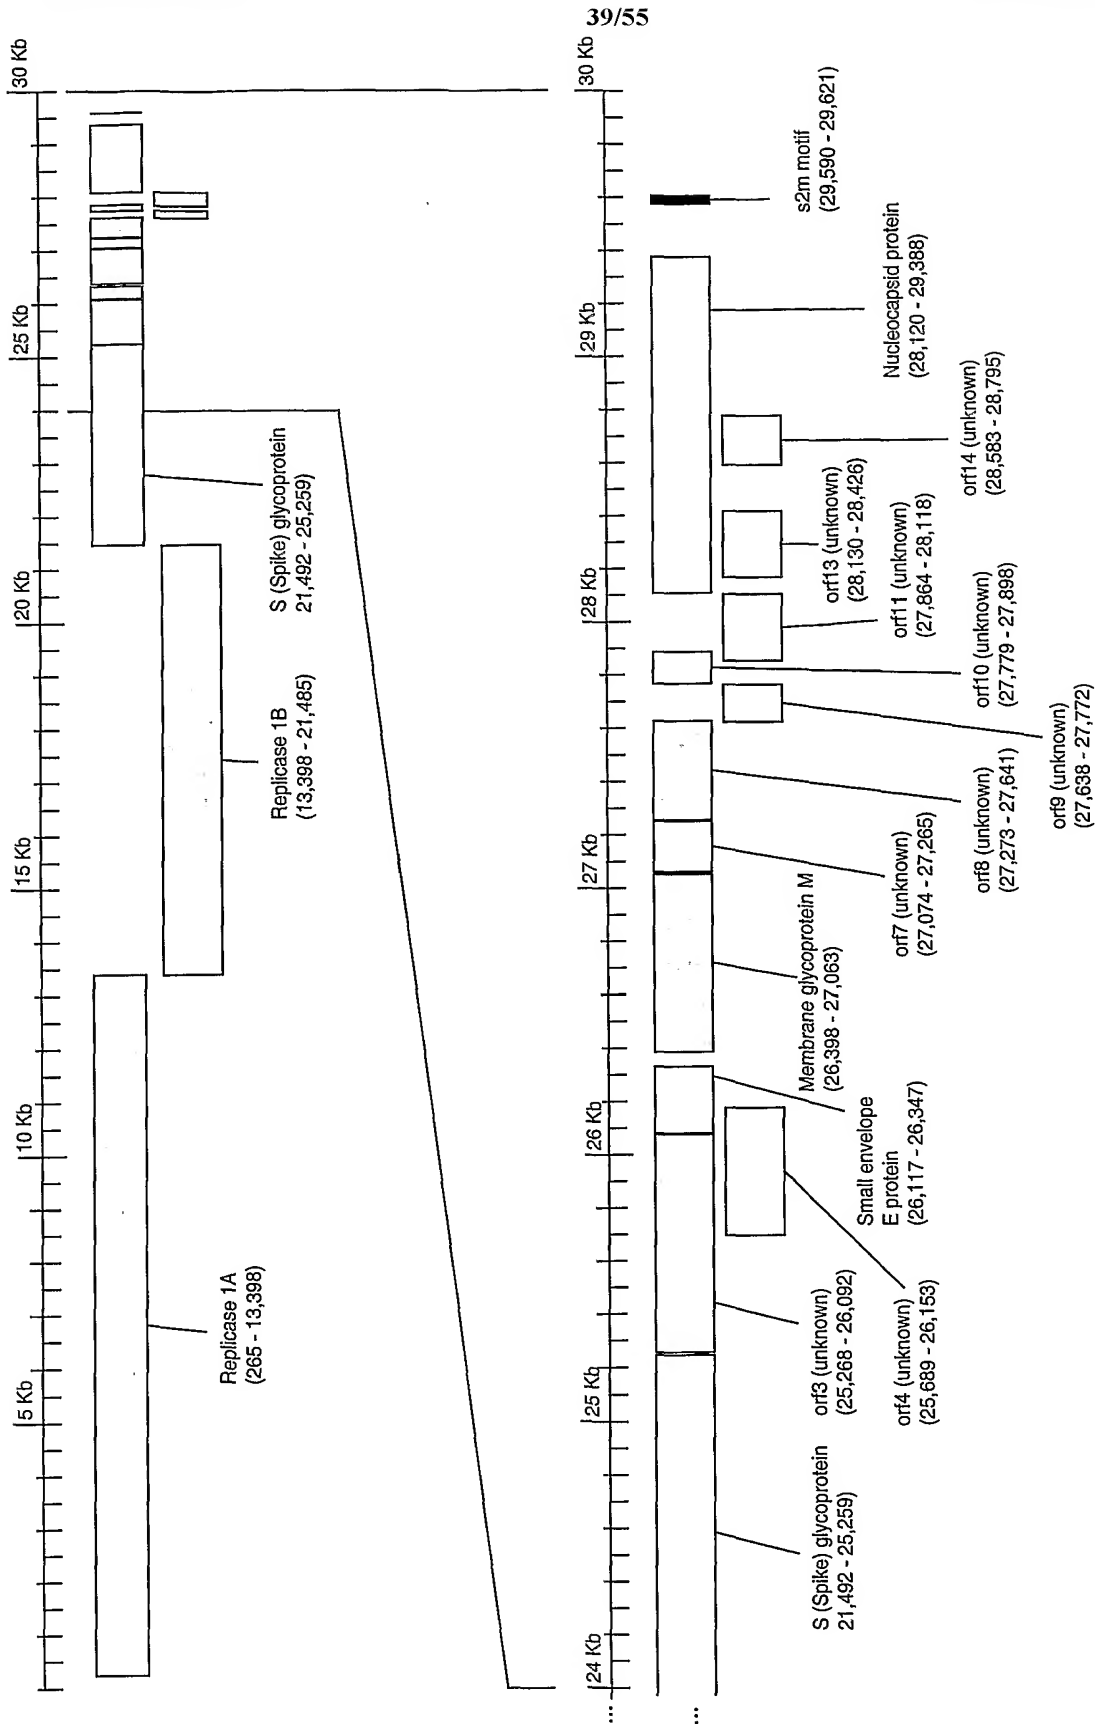 39/55
5 Kb
10 Kb
15 Kb
20 Kb
25 Kb
30 Kb
Replicase 1A
(265 - 13,398)
Replicase 1B
(13,398 - 21,485)
S (Spike) glycoprotein
21,492 - 25,259)
24 Kb
25 Kb
26 Kb
27 Kb
28 Kb
29 Kb
30 Kb
...
...
S (Spike) glycoprotein
21,492 - 25,259)
orf3 (unknown)
(25,268 - 26,092)
orf4 (unknown)
(25,689 - 26,153)
Small envelope
E protein
(26,117 - 26,347)
Membrane glycoprotein M
(26,398 - 27,063)
orf7 (unknown)
(27,074 - 27,265)
orf8 (unknown)
(27,273 - 27,641)
orf9 (unknown)
(27,638 - 27,772)
orf10 (unknown)
(27,779 - 27,898)
orf11 (unknown)
(27,864 - 28,118)
orf13 (unknown)
(28,130 - 28,426)
orf14 (unknown)
(28,583 - 28,795)
Nucleocapsid protein
(28,120 - 29,388)
s2m motif
(29,590 - 29,621)